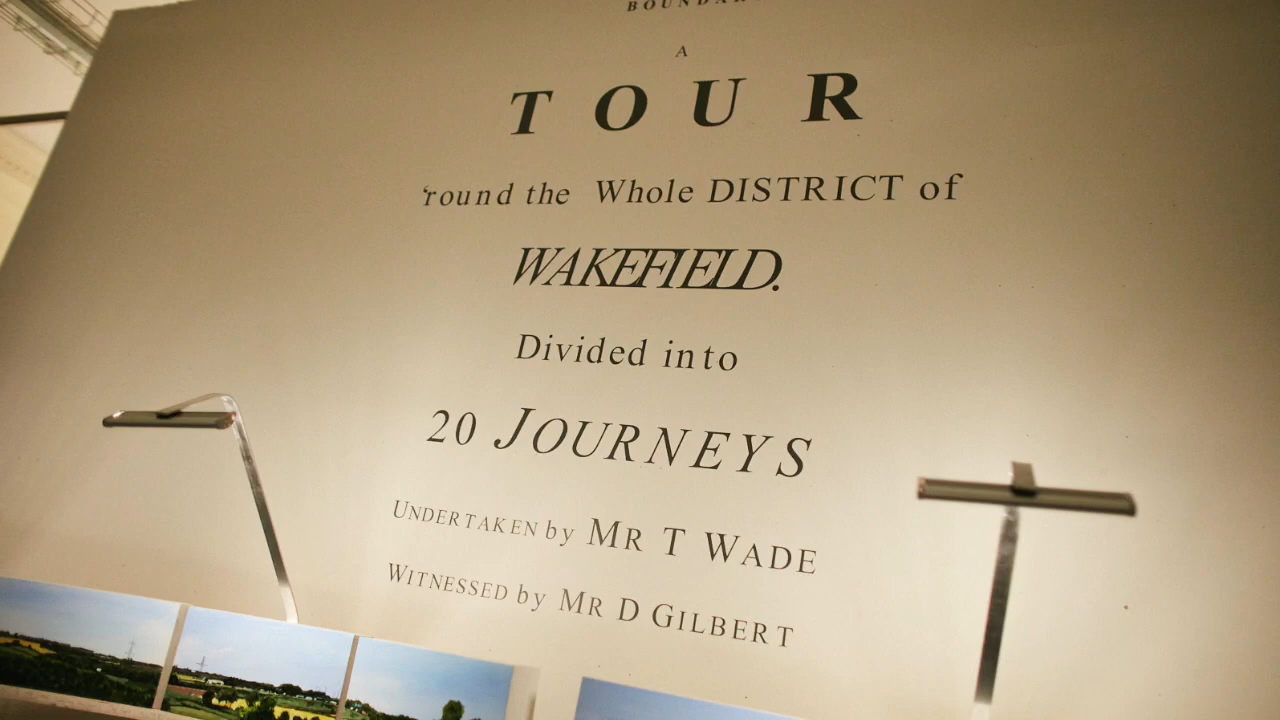 A
TOUR
'round the Whole DISTRICT of
WAKEFIELD.
Divided into
20 JOURNEYS
UNDERTAKEN by MR T WADE
WITNESSED by MR D GILBERT